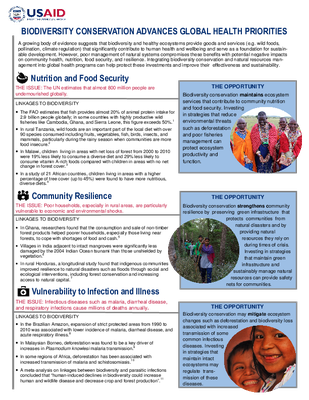 USAID
FROM THE AMERICAN PEOPLE
BIODIVERSITY CONSERVATION ADVANCES GLOBAL HEALTH PRIORITIES
A growing body of evidence suggests that biodiversity and healthy ecosystems provide goods and services (e.g. wild foods,
pollination, climate-regulation) that significantly contribute to human health and wellbeing and serve as a foundation for sustain-
able development. However, poor management of natural systems compromises these benefits with potential negative impacts
on community health, nutrition, food security, and resilience. Integrating biodiversity conservation and natural resources man-
agement into global health programs can help protect these investments and improve their effectiveness and sustainability.
Nutrition and Food Security
THE ISSUE: The UN estimates that almost 800 million people are
undernourished globally.
LINKAGES TO BIODIVERSITY
• The FAO estimates that fish provides almost 20% of animal protein intake for
2.9 billion people globally; in some countries with highly productive wild
fisheries like Cambodia, Ghana, and Sierra Leone, this figure exceeds 50%.
• In rural Tanzania, wild foods are an important part of the local diet with over
90 species consumed including fruits, vegetables, fish, birds, insects, and
mammals, particularly during the rainy season when communities are more
food insecure.
• In Malawi, children living in areas with net loss of forest from 2000 to 2010
were 19% less likely to consume a diverse diet and 29% less likely to
consume vitamin A rich foods compared with children in areas with no net
change in forest cover.
• In a study of 21 African countries, children living in areas with a higher
percentage of tree cover (up to 45%) were found to have more nutritious,
diverse diets.
THE OPPORTUNITY
Biodiversity conservation maintains ecosystem
services that contribute to community nutrition
and food security. Investing
in strategies that reduce
environmental threats
such as deforestation
and poor fisheries
management can
protect ecosystem
productivity and
function.
Community Resilience
THE ISSUE: Poor households, especially in rural areas, are particularly
vulnerable to economic and environmental shocks.
LINKAGES TO BIODIVERSITY
• In Ghana, researchers found that the consumption and sale of non-timber
forest products helped poorer households, especially those living near
forests, to cope with shortages of food and cash.
• Villages in India adjacent to intact mangroves were significantly less
damaged by the 2004 Indian Ocean tsunami than those unshielded by
vegetation.
• In rural Honduras, a longitudinal study found that indigenous communities
improved resilience to natural disasters such as floods through social and
ecological interventions, including forest conservation and increasing
access to natural capital.
THE OPPORTUNITY
Biodiversity conservation strengthens community
resilience by preserving green infrastructure that
protects communities from
natural disasters and by
providing natural
resources they rely on
during times of crisis.
Investing in strategies
that maintain green
infrastructure and
sustainably manage natural
resources can provide safety
nets for communities.
Vulnerability to Infection and Illness
THE ISSUE: Infectious diseases such as malaria, diarrheal disease,
and respiratory infections cause millions of deaths annually.
LINKAGES TO BIODIVERSITY
• In the Brazilian Amazon, expansion of strict protected areas from 1990 to
2010 was associated with lower incidence of malaria, diarrheal disease, and
acute respiratory illness.
• In Malaysian Borneo, deforestation was found to be a key driver of
increases in Plasmodium knowlesi malaria transmission.
• In some regions of Africa, deforestation has been associated with
increased transmission of malaria and schistosomiasis.
• A meta-analysis on linkages between biodiversity and parasitic infections
concluded that “human-induced declines in biodiversity could increase
human and wildlife disease and decrease crop and forest production”.
THE OPPORTUNITY
Biodiversity conservation may mitigate ecosystem
changes such as deforestation and biodiversity loss
associated with increased
transmission of some
common infectious
diseases. Investing
in strategies that
maintain intact
ecosystems may
regulate trans-
mission of these
diseases.